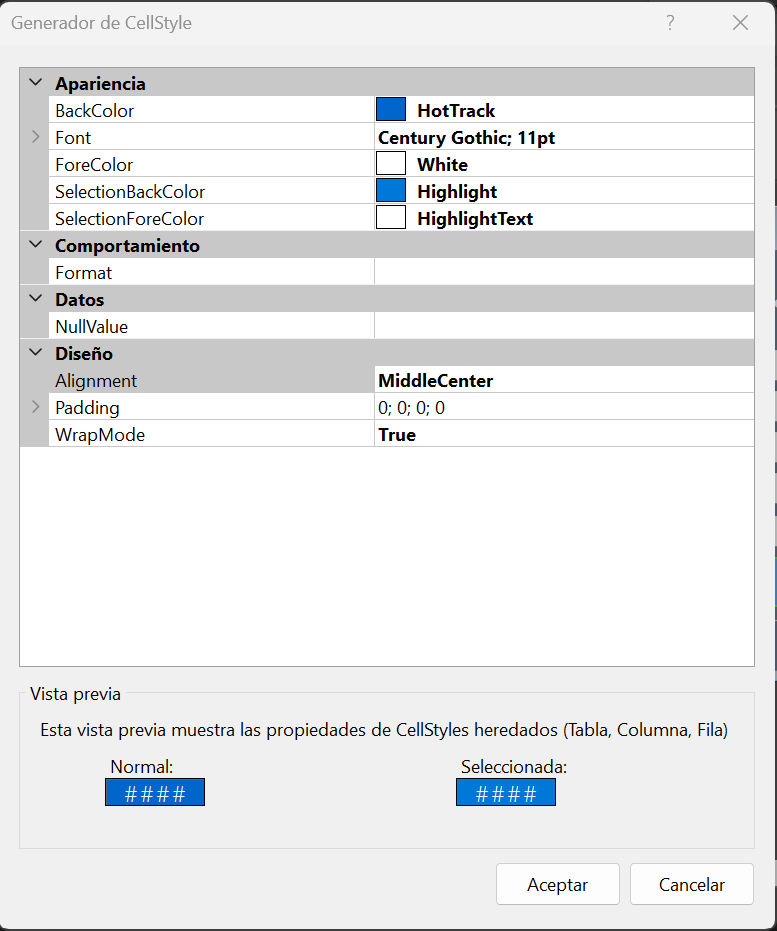 Generador de CellStyle ?
Apariencia
BackColor HotTrack
Font Century Gothic; 11pt
ForeColor White
SelectionBackColor Highlight
SelectionForeColor HighlightText
Comportamiento
Format
Datos
NullValue
Diseño
Alignment MiddleCenter
Padding 0; 0; 0; 0
WrapMode True
Vista previa
Esta vista previa muestra las propiedades de CellStyles heredados (Tabla, Columna, Fila)
Normal: Seleccionada:
#### ####
Aceptar Cancelar